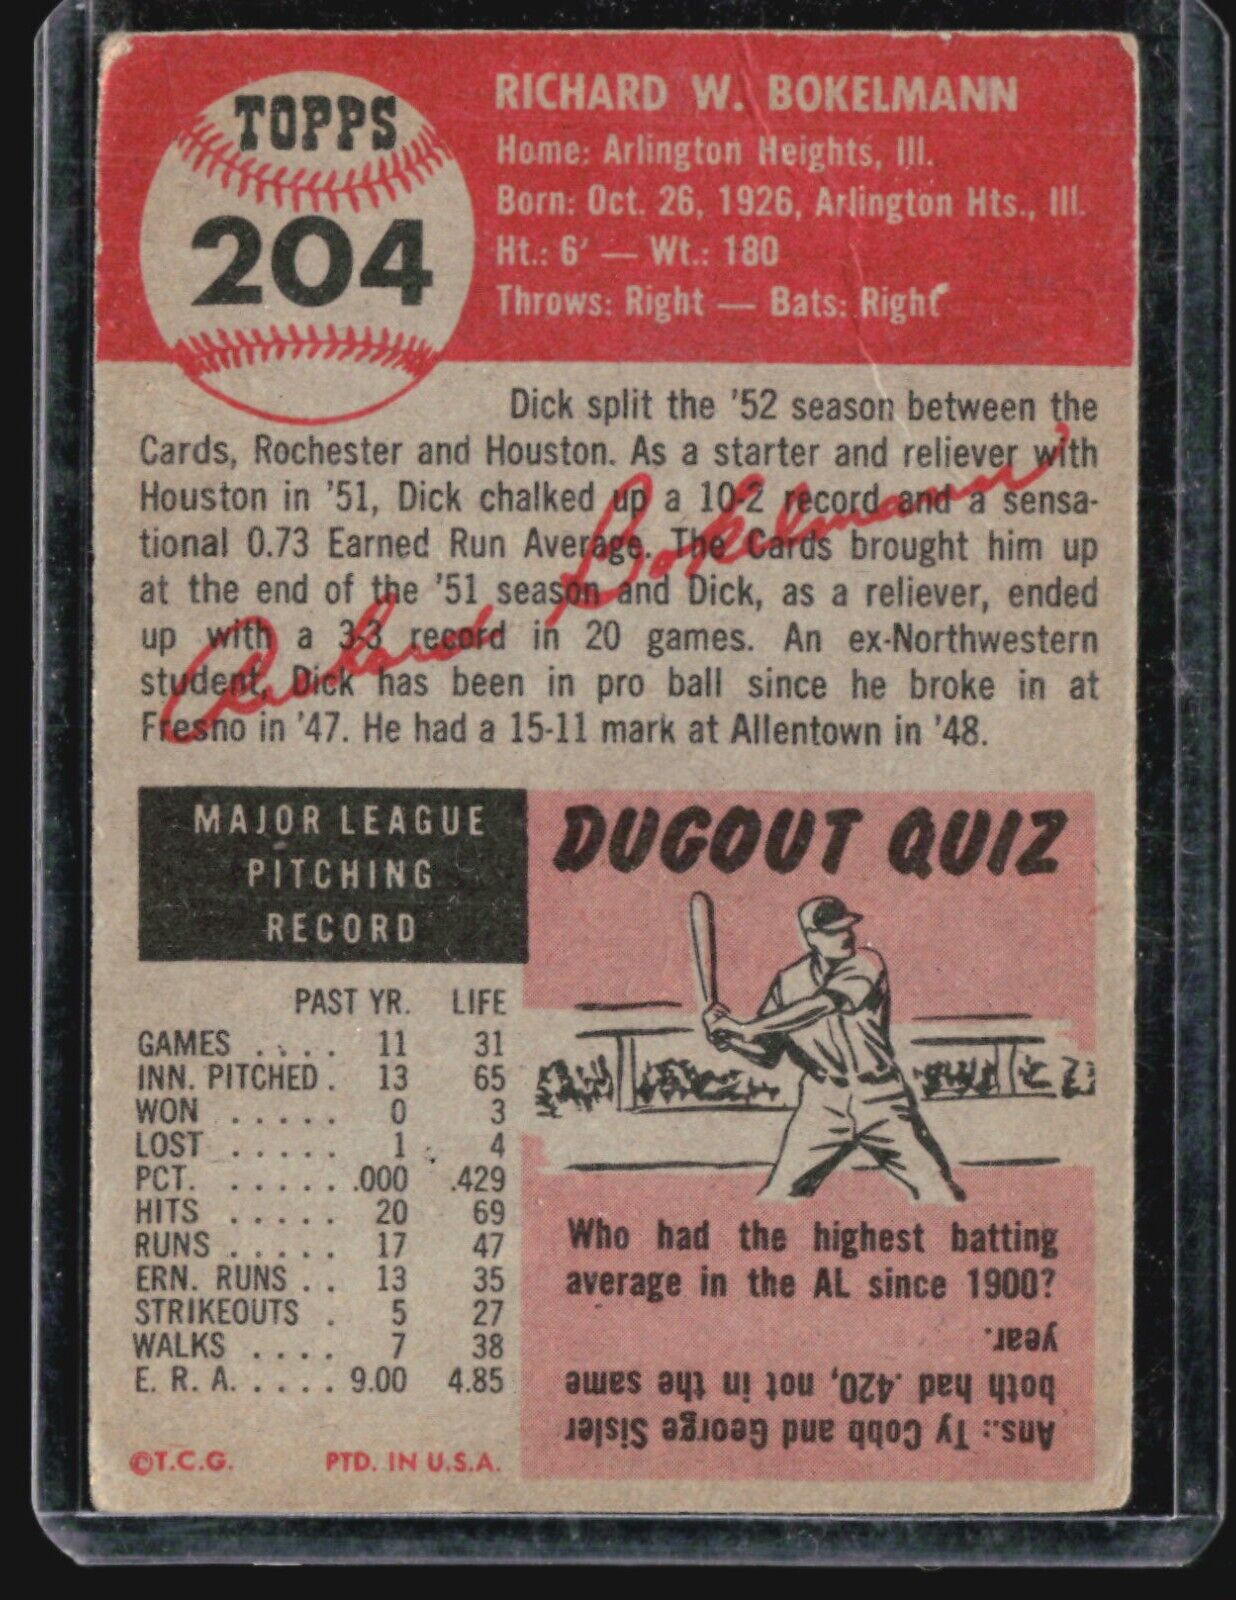 TOPPS
204
RICHARD W. BOKELMANN
Home: Arlington Heights, Ill.
Born: Oct. 26, 1926, Arlington Hts., Ill.
Ht.: 6' — Wt.: 180
Throws: Right — Bats: Right
Dick split the '52 season between the
Cards, Rochester and Houston. As a starter and reliever with
Houston in '51, Dick chalked up a 10-2 record and a sensa-
tional 0.73 Earned Run Average. The Cards brought him up
at the end of the '51 season and Dick, as a reliever, ended
up with a 3-3 record in 20 games. An ex-Northwestern
student, Dick has been in pro ball since he broke in at
Fresno in '47. He had a 15-11 mark at Allentown in '48.
Richard Bokelmann
MAJOR LEAGUE
PITCHING
RECORD
PAST YR. LIFE
GAMES .... 11 31
INN. PITCHED . 13 65
WON ..... 0 3
LOST ..... 1 4
PCT. ...... .000 .429
HITS ..... 20 69
RUNS ..... 17 47
ERN. RUNS .. 13 35
STRIKEOUTS . 5 27
WALKS .... 7 38
E. R. A. .... 9.00 4.85
©T.C.G. PTD. IN U.S.A.
DUGOUT QUIZ
Who had the highest batting
average in the AL since 1900?
Ans.: Ty Cobb and George Sisler
both had .420, not in the same
year.